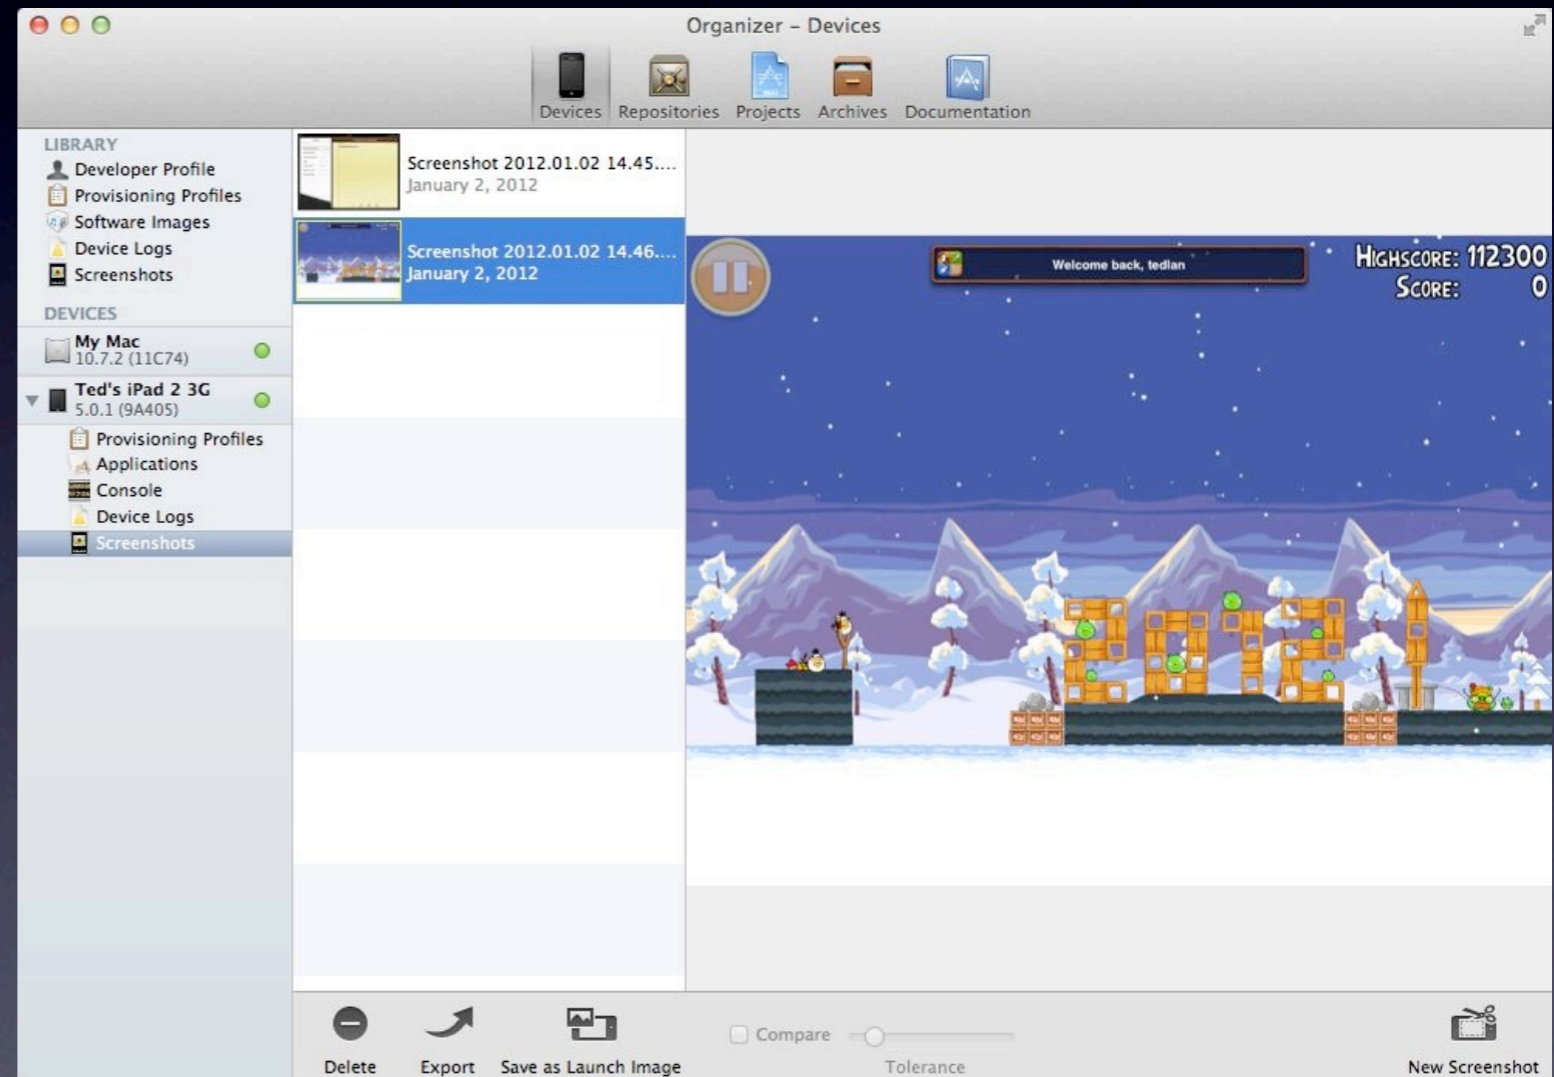 Organizer – Devices
Devices Repositories Projects Archives Documentation
LIBRARY
Developer Profile
Provisioning Profiles
Software Images
Device Logs
Screenshots
DEVICES
My Mac
10.7.2 (11C74)
Ted's iPad 2 3G
5.0.1 (9A405)
Provisioning Profiles
Applications
Console
Device Logs
Screenshots
Screenshot 2012.01.02 14.45....
January 2, 2012
Screenshot 2012.01.02 14.46....
January 2, 2012
Welcome back, tedlan
HIGHSCORE: 112300
SCORE: 0
2012!
Delete Export Save as Launch Image
Compare
Tolerance
New Screenshot